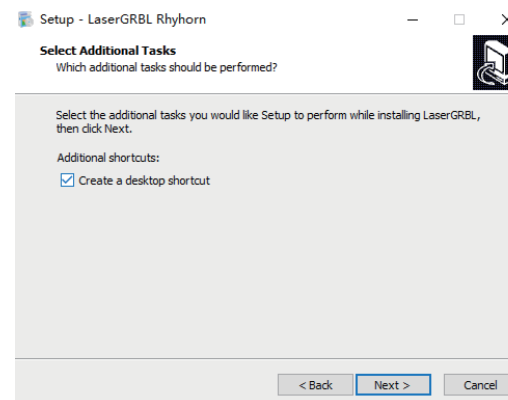 Setup - LaserGRBL Rhyhorn
Select Additional Tasks
Which additional tasks should be performed?
Select the additional tasks you would like Setup to perform while installing LaserGRBL,
then click Next.
Additional shortcuts:
Create a desktop shortcut
< Back Next > Cancel